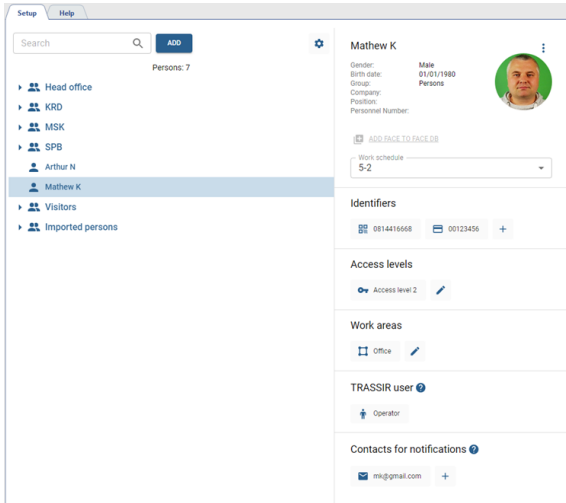 Setup Help
Search ADD
Persons: 7
Head office
KRD
MSK
SPB
Arthur N
Mathew K
Visitors
Imported persons
Mathew K
Gender: Male
Birth date: 01/01/1980
Group: Persons
Company:
Position:
Personnel Number:
ADD FACE TO FACE DB
Work schedule
5-2
Identifiers
0814416668 00123456 +
Access levels
Access level 2
Work areas
Office
TRASSIR user ?
Operator
Contacts for notifications ?
mk@gmail.com +